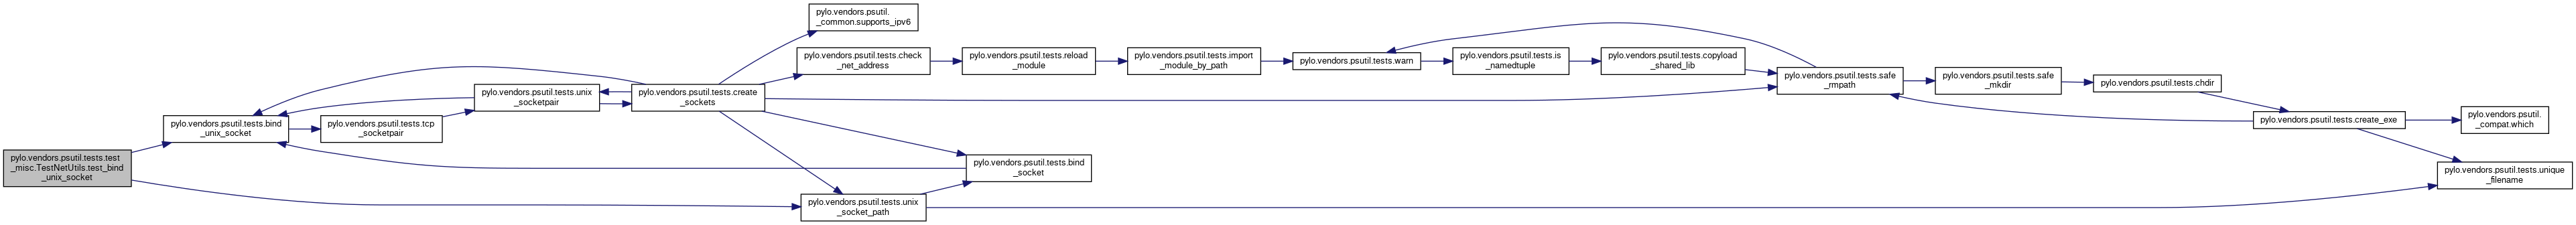 pylo.vendors.psutil.tests.test
_misc.TestNetUtils.test_bind
_unix_socket
pylo.vendors.psutil.tests.bind
_unix_socket
pylo.vendors.psutil.tests.tcp
_socketpair
pylo.vendors.psutil.tests.unix
_socketpair
pylo.vendors.psutil.tests.create
_sockets
pylo.vendors.psutil.
_common.supports_ipv6
pylo.vendors.psutil.tests.check
_net_address
pylo.vendors.psutil.tests.bind
_socket
pylo.vendors.psutil.tests.unix
_socket_path
pylo.vendors.psutil.tests.reload
_module
pylo.vendors.psutil.tests.import
_module_by_path
pylo.vendors.psutil.tests.warn
pylo.vendors.psutil.tests.is
_namedtuple
pylo.vendors.psutil.tests.copyload
_shared_lib
pylo.vendors.psutil.tests.safe
_rmpath
pylo.vendors.psutil.tests.safe
_mkdir
pylo.vendors.psutil.tests.chdir
pylo.vendors.psutil.tests.create_exe
pylo.vendors.psutil.
_compat.which
pylo.vendors.psutil.tests.unique
_filename